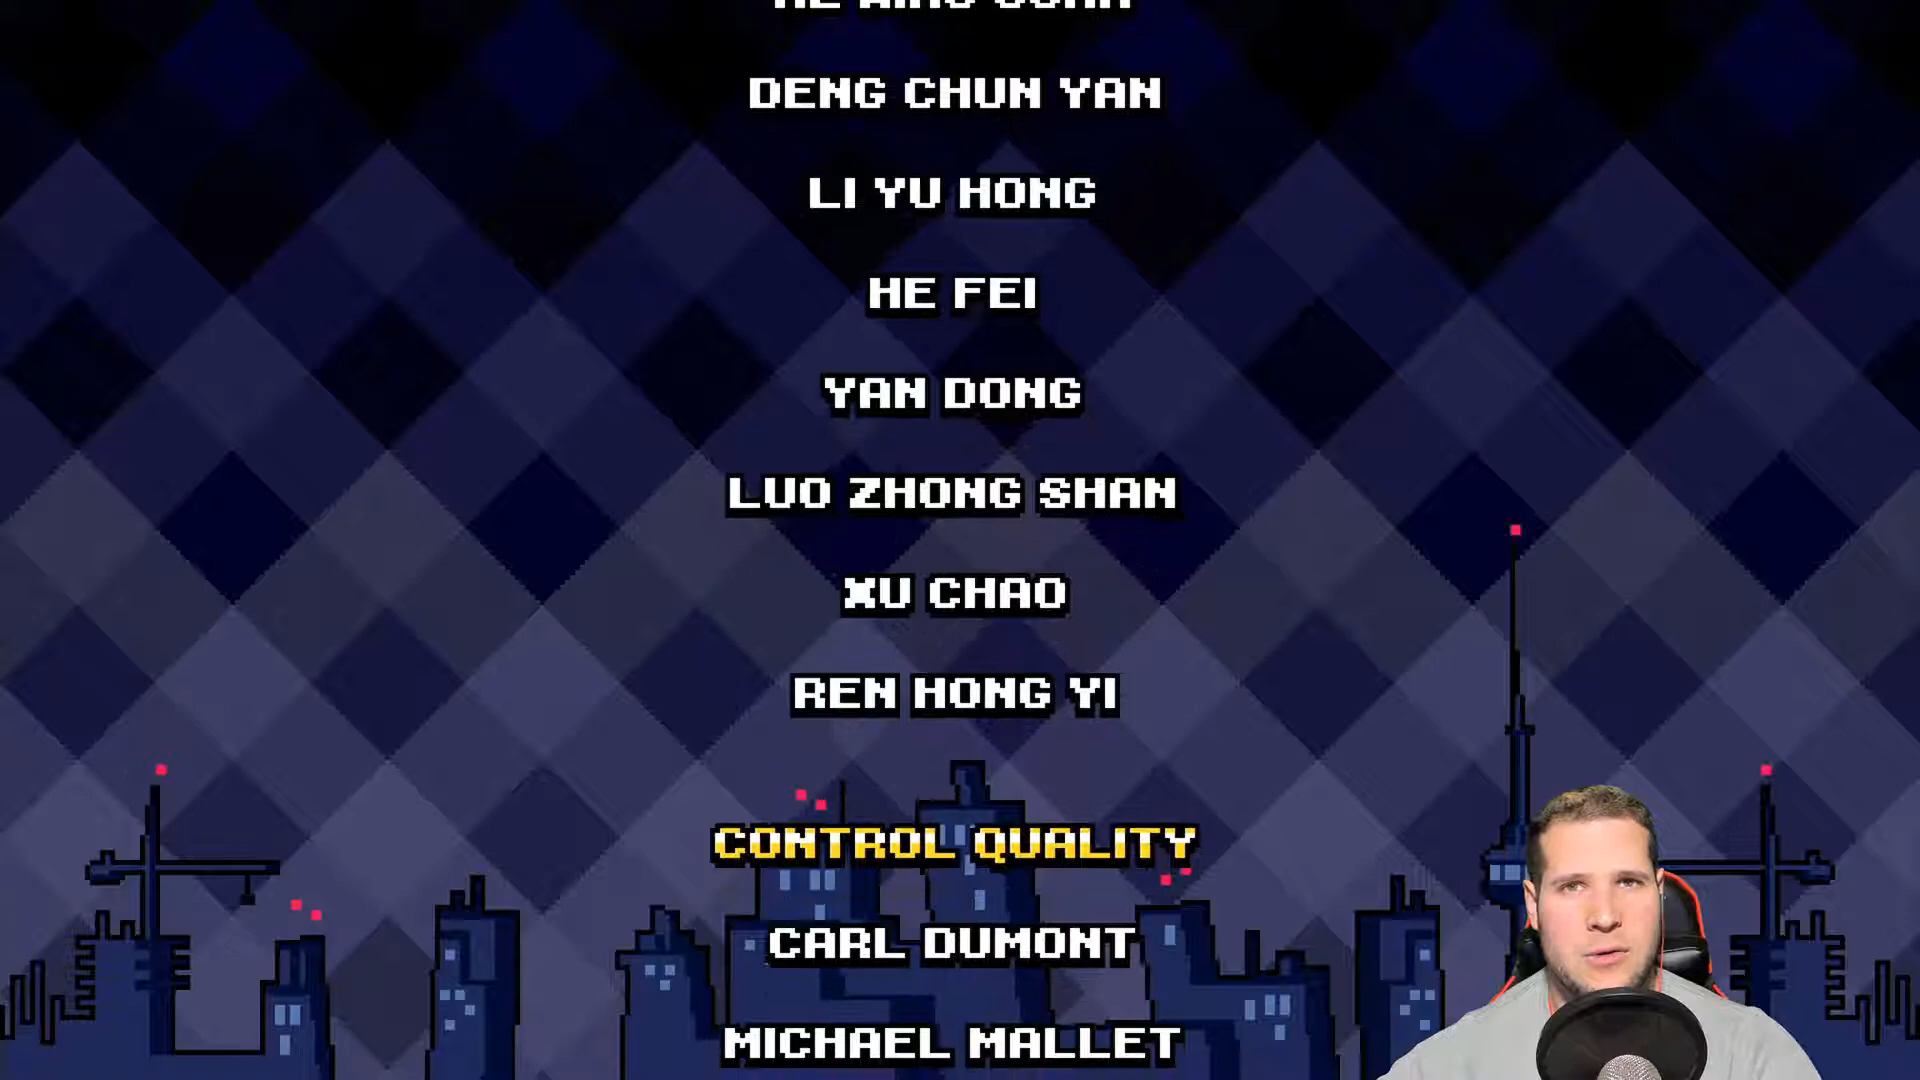 DENG CHUN YAN
LI YU HONG
HE FEI
YAN DONG
LUO ZHONG SHAN
XU CHAO
REN HONG YI
CONTROL QUALITY
CARL DUMONT
MICHAEL MALLET